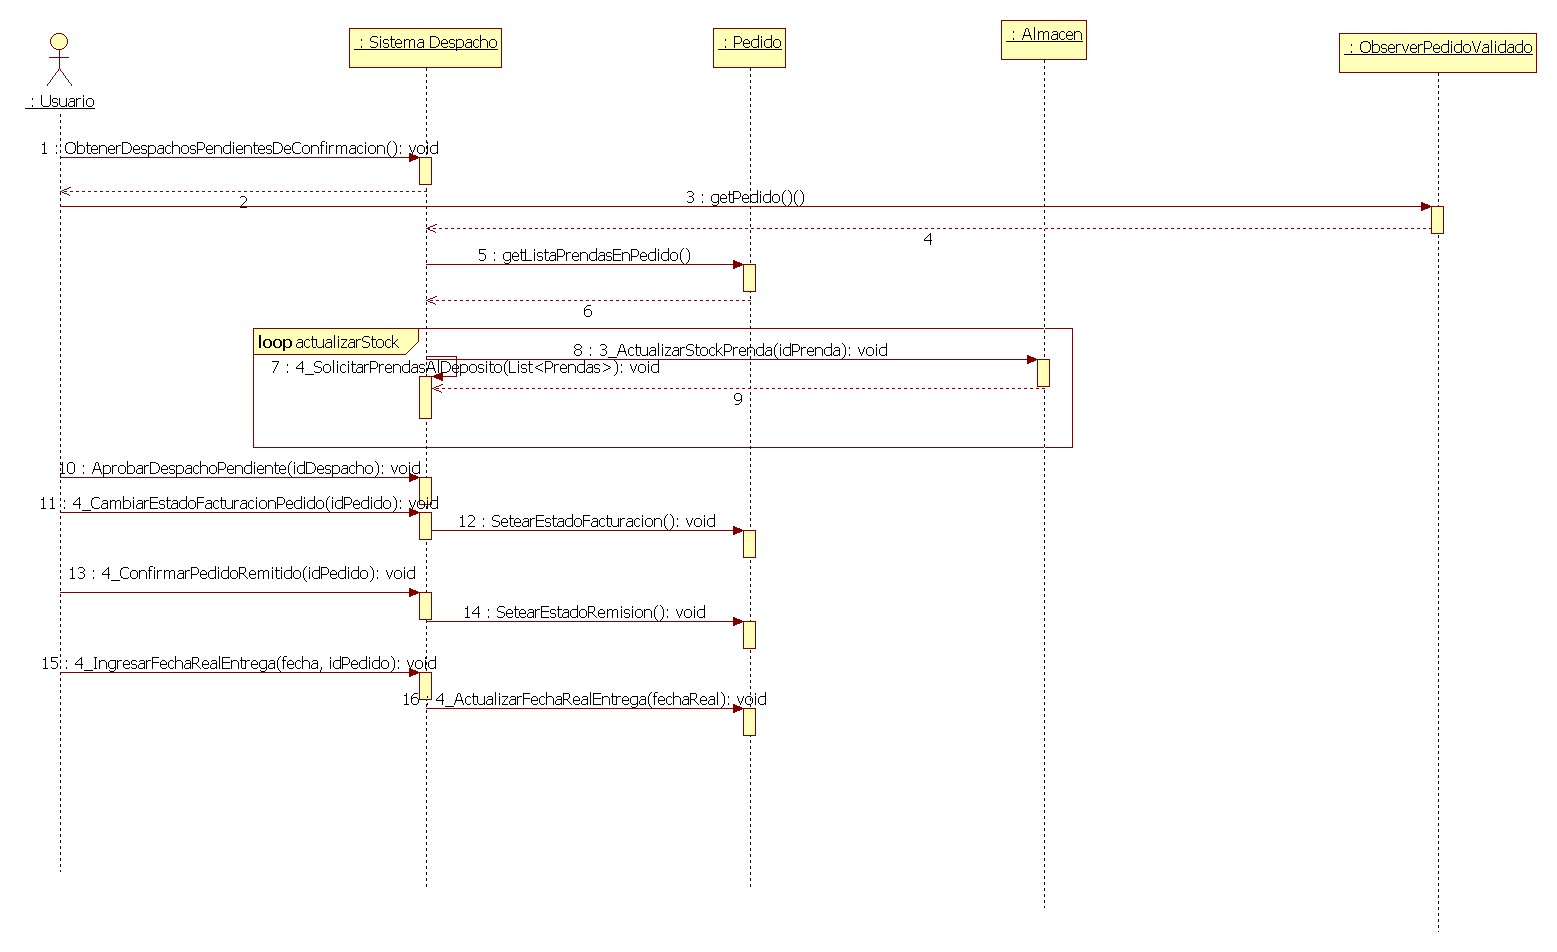 : Sistema Despacho
: Pedido
: Almacen
: ObserverPedidoValidado
: Usuario
1 : ObtenerDespachosPendientesDeConfirmacion(): void
2
3 : getPedido()()
4
5 : getListaPrendasEnPedido()
6
loop actualizarStock
8 : 3_ActualizarStockPrenda(idPrenda): void
7 : 4_SolicitarPrendasAlDeposito(List<Prendas>): void
9
10 : AprobarDespachoPendiente(idDespacho): void
11 : 4_CambiarEstadoFacturacionPedido(idPedido): void
12 : SetearEstadoFacturacion(): void
13 : 4_ConfirmarPedidoRemitido(idPedido): void
14 : SetearEstadoRemision(): void
15 : 4_IngresarFechaRealEntrega(fecha, idPedido): void
16 : 4_ActualizarFechaRealEntrega(fechaReal): void